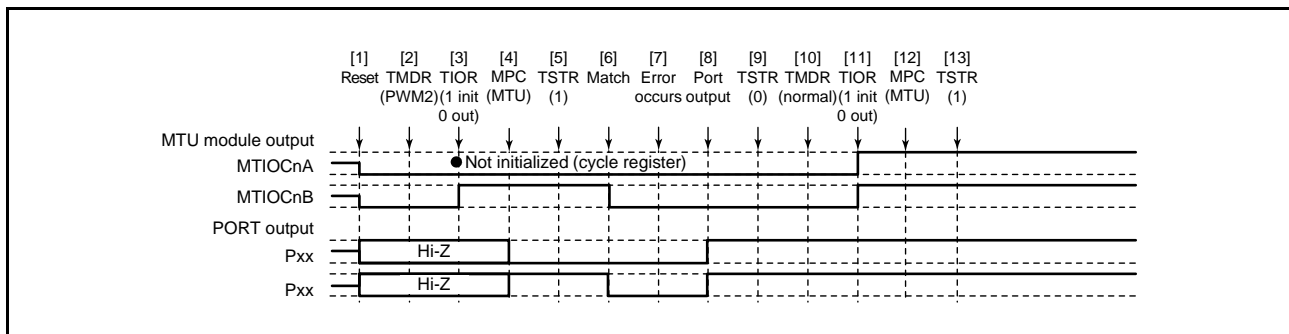 [1] [2] [3] [4] [5] [6] [7] [8] [9] [10] [11] [12] [13]
Reset TMDR TIOR MPC TSTR Match Error Port TSTR TMDR TIOR MPC TSTR
(PWM2) (1 init (MTU) (1) occurs output (0) (normal) (1 init (MTU) (1)
0 out) 0 out)
MTU module output
MTIOCnA
● Not initialized (cycle register)
MTIOCnB
PORT output
Pxx
Hi-Z
Pxx
Hi-Z